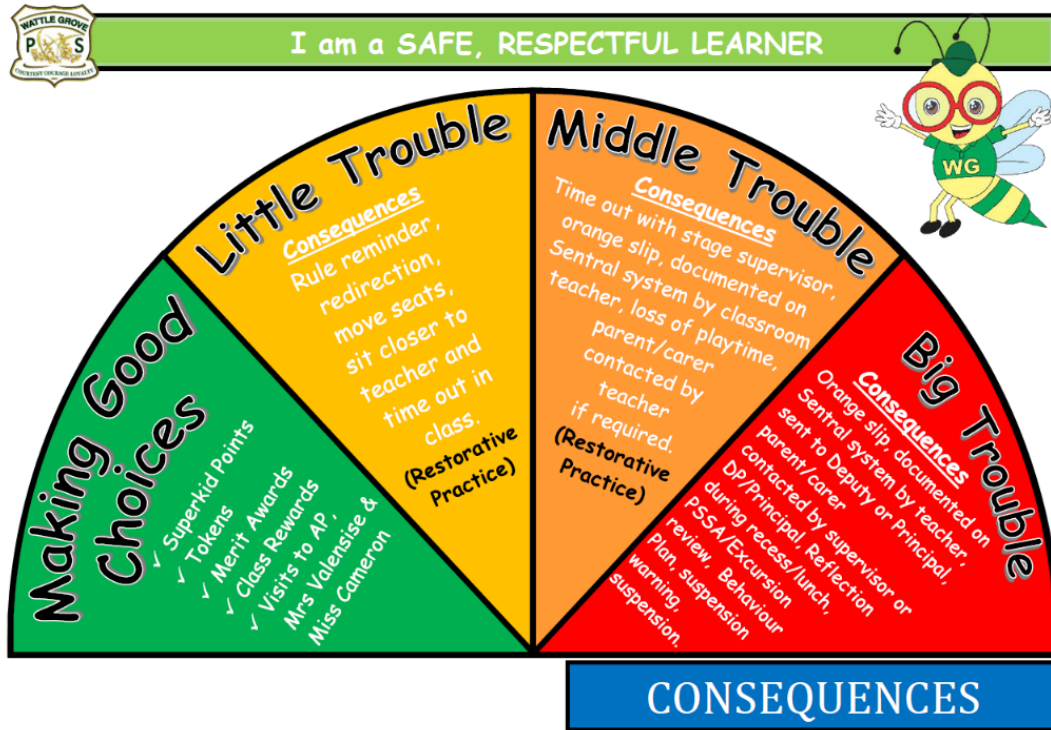 WATTLE GROVE
P S
COURTESY COURAGE LOYALTY
I am a SAFE, RESPECTFUL LEARNER
WG
Making Good
Choices
✓ Superkid Points
✓ Tokens
✓ Merit Awards
✓ Class Rewards
✓ Visits to AP,
Mrs Valensise &
Miss Cameron
Little Trouble
Consequences
Rule reminder,
redirection,
move seats,
sit closer to
teacher and
time out in
class.
(Restorative
Practice)
Middle Trouble
Consequences
Time out with stage supervisor,
orange slip, documented on
Sentral system by classroom
teacher, loss of playtime,
parent/carer
contacted by
teacher
if required.
(Restorative
Practice)
Big Trouble
Consequences
Orange slip, documented on
Sentral system by teacher,
sent to Deputy or Principal,
parent/carer
contacted by supervisor or
DP/Principal, Reflection
during recess/lunch,
PSSA/Excursion
review, Behaviour
Plan, suspension
warning,
suspension.
CONSEQUENCES